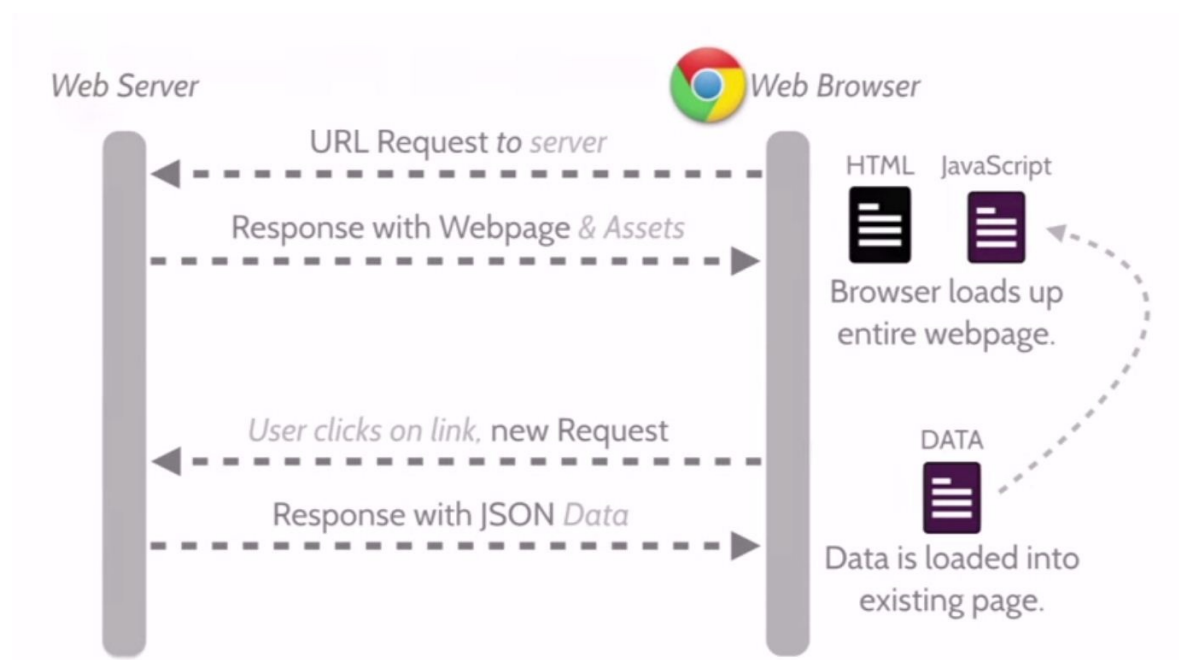 Web Server
Web Browser
URL Request to server
HTML
JavaScript
Response with Webpage & Assets
Browser loads up
entire webpage.
User clicks on link, new Request
DATA
Response with JSON Data
Data is loaded into
existing page.